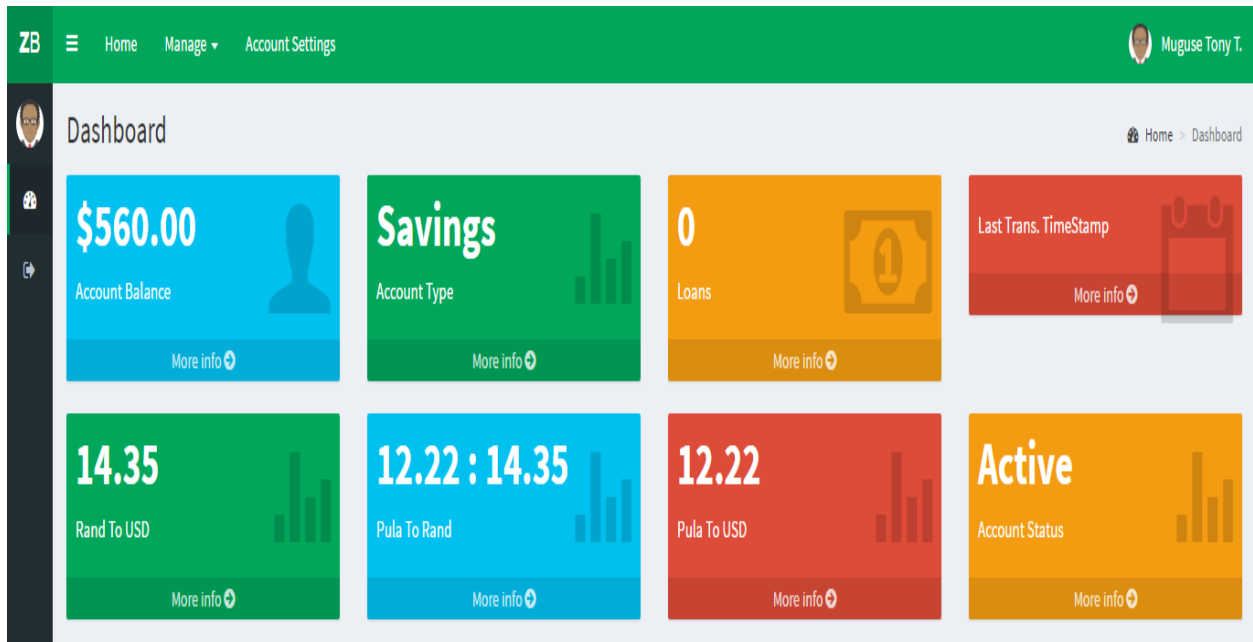 ZB Home Manage Account Settings Muguse Tony T.
Dashboard
Home > Dashboard
$560.00
Account Balance
More info
Savings
Account Type
More info
0
1
Loans
More info
Last Trans. TimeStamp
More info
14.35
Rand To USD
More info
12.22 : 14.35
Pula To Rand
More info
12.22
Pula To USD
More info
Active
Account Status
More info